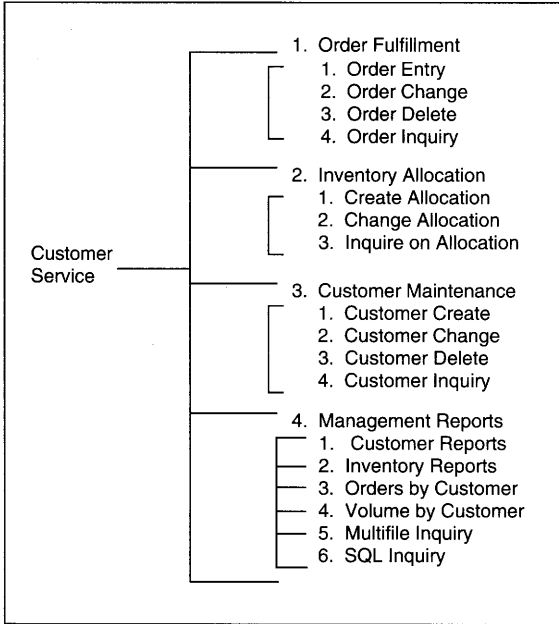 1. Order Fulfillment
1. Order Entry
2. Order Change
3. Order Delete
4. Order Inquiry
2. Inventory Allocation
1. Create Allocation
2. Change Allocation
3. Inquire on Allocation
Customer
Service
3. Customer Maintenance
1. Customer Create
2. Customer Change
3. Customer Delete
4. Customer Inquiry
4. Management Reports
1. Customer Reports
2. Inventory Reports
3. Orders by Customer
4. Volume by Customer
5. Multifile Inquiry
6. SQL Inquiry